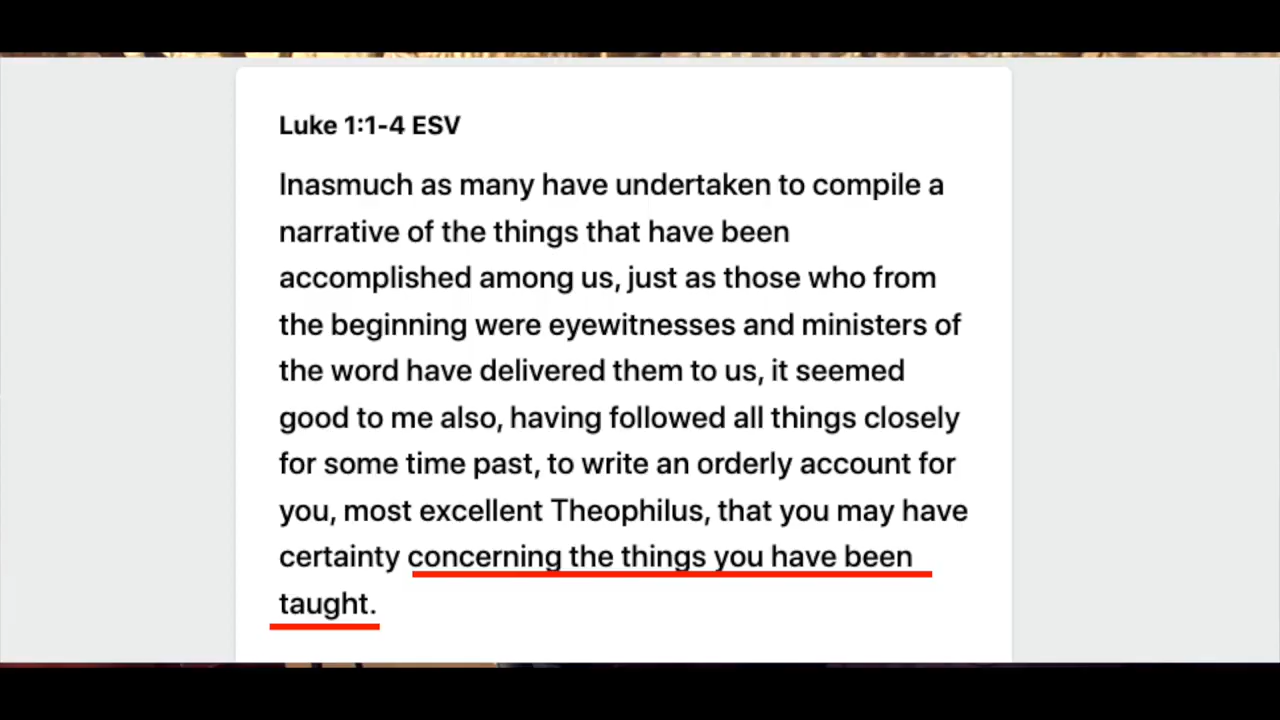 Luke 1:1-4 ESV
Inasmuch as many have undertaken to compile a
narrative of the things that have been
accomplished among us, just as those who from
the beginning were eyewitnesses and ministers of
the word have delivered them to us, it seemed
good to me also, having followed all things closely
for some time past, to write an orderly account for
you, most excellent Theophilus, that you may have
certainty concerning the things you have been
taught.